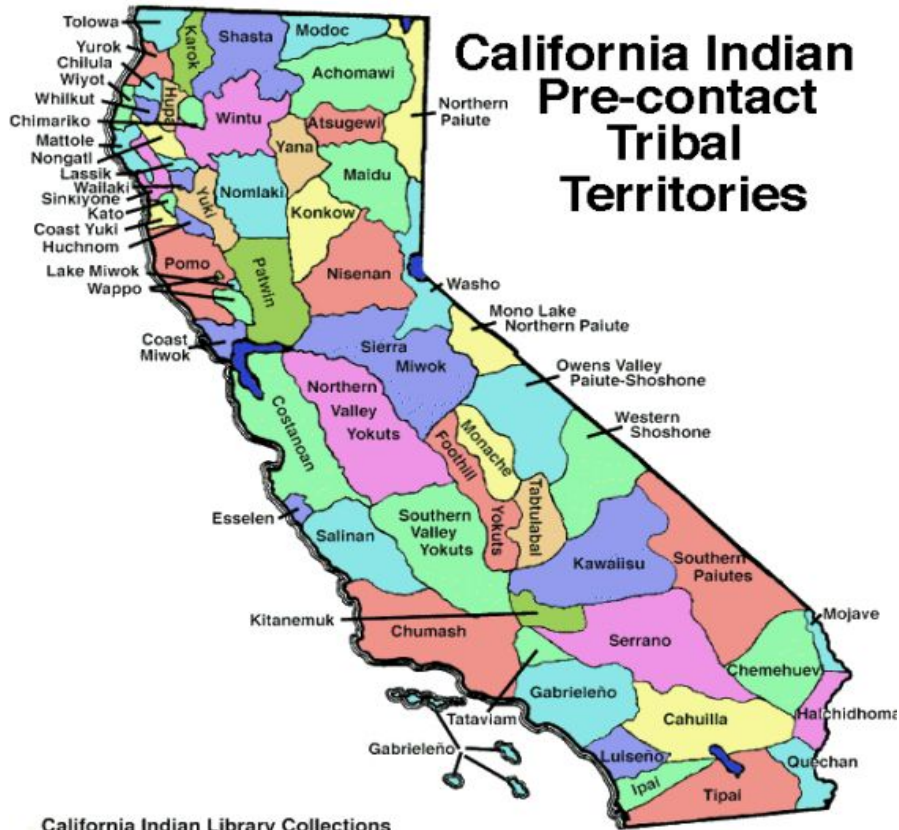 California Indian
Pre-contact
Tribal
Territories
Tolowa
Yurok
Chilula
Wiyot
Whilkut
Chimariko
Mattole
Nongatl
Lassik
Wailaki
Sinkiyone
Kato
Coast Yuki
Huchnom
Lake Miwok
Wappo
Coast
Miwok
Karok
Shasta
Modoc
Achomawi
Northern
Paiute
Hupa
Wintu
Atsugewi
Yana
Maidu
Yuki
Nomlaki
Konkow
Pomo
Patwin
Nisenan
Washo
Mono Lake
Northern Paiute
Sierra
Miwok
Owens Valley
Paiute-Shoshone
Western
Shoshone
Costanoan
Northern
Valley
Yokuts
Foothill
Yokuts
Monache
Tabtulabal
Esselen
Salinan
Southern
Valley
Yokuts
Kawaiisu
Southern
Paiutes
Kitanemuk
Chumash
Serrano
Mojave
Chemehuev
Tataviam
Gabrieleño
Gabrieleño
Cahuilla
Halchidhoma
Luiseño
Ipai
Tipai
Quechan
California Indian Library Collections